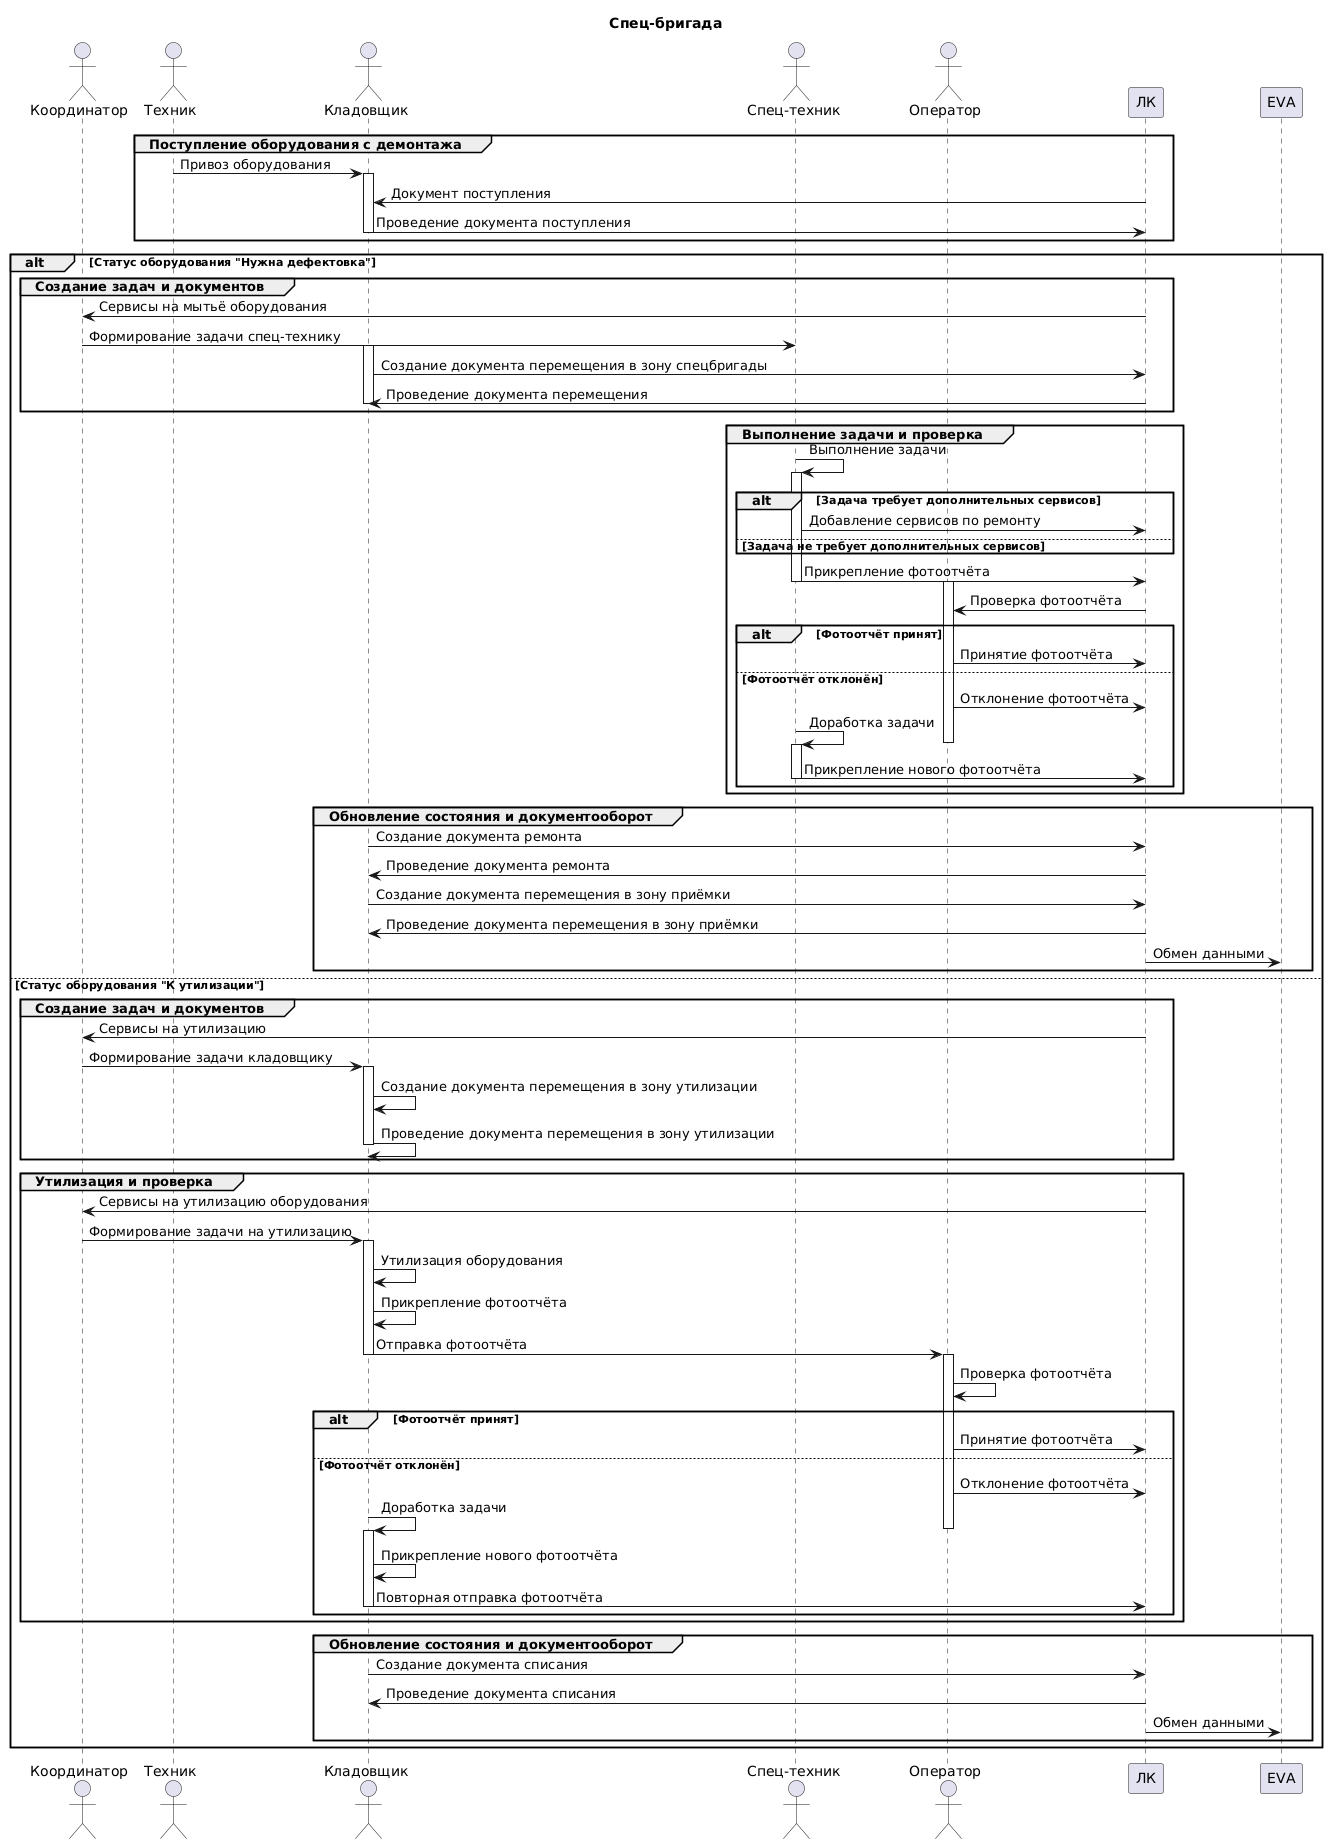 Спец-бригада
Координатор
Техник
Кладовщик
Спец-техник
Оператор
ЛК
EVA
Поступление оборудования с демонтажа
Привоз оборудования
Документ поступления
Проведение документа поступления
alt
[Статус оборудования "Нужна дефектовка"]
Создание задач и документов
Сервисы на мытьё оборудования
Формирование задачи спец-технику
Создание документа перемещения в зону спецбригады
Проведение документа перемещения
Выполнение задачи и проверка
Выполнение задачи
alt
[Задача требует дополнительных сервисов]
Добавление сервисов по ремонту
[Задача не требует дополнительных сервисов]
Прикрепление фотоотчёта
Проверка фотоотчёта
alt
[Фотоотчёт принят]
Принятие фотоотчёта
[Фотоотчёт отклонён]
Отклонение фотоотчёта
Доработка задачи
Прикрепление нового фотоотчёта
Обновление состояния и документооборот
Создание документа ремонта
Проведение документа ремонта
Создание документа перемещения в зону приёмки
Проведение документа перемещения в зону приёмки
Обмен данными
[Статус оборудования "К утилизации"]
Создание задач и документов
Сервисы на утилизацию
Формирование задачи кладовщику
Создание документа перемещения в зону утилизации
Проведение документа перемещения в зону утилизации
Утилизация и проверка
Сервисы на утилизацию оборудования
Формирование задачи на утилизацию
Утилизация оборудования
Прикрепление фотоотчёта
Отправка фотоотчёта
Проверка фотоотчёта
alt
[Фотоотчёт принят]
Принятие фотоотчёта
[Фотоотчёт отклонён]
Отклонение фотоотчёта
Доработка задачи
Прикрепление нового фотоотчёта
Повторная отправка фотоотчёта
Обновление состояния и документооборот
Создание документа списания
Проведение документа списания
Обмен данными
Координатор
Техник
Кладовщик
Спец-техник
Оператор
ЛК
EVA